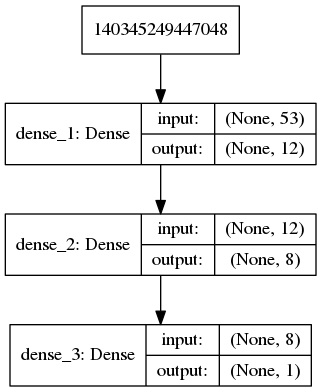 140345249447048
dense_1: Dense
input: (None, 53)
output: (None, 12)
dense_2: Dense
input: (None, 12)
output: (None, 8)
dense_3: Dense
input: (None, 8)
output: (None, 1)